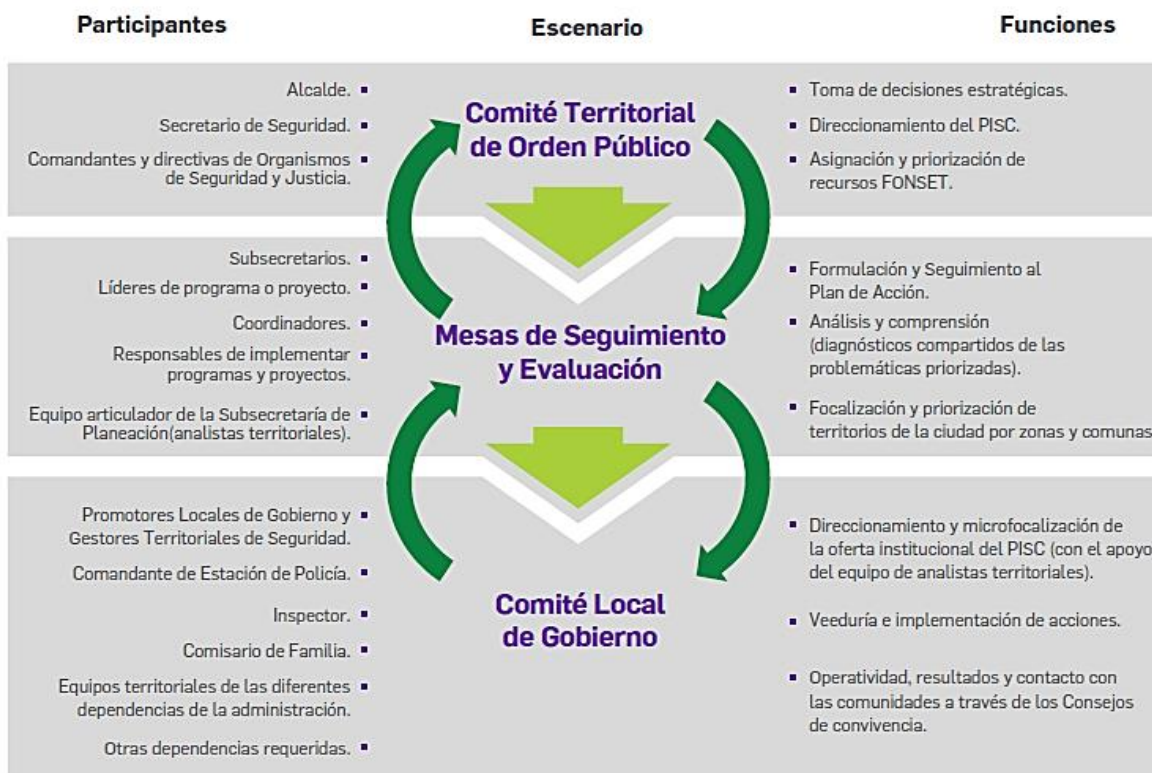 Participantes
Escenario
Funciones
Alcalde.
Secretario de Seguridad.
Comandantes y directivas de Organismos
de Seguridad y Justicia.
Comité Territorial
de Orden Público
Toma de decisiones estratégicas.
Direccionamiento del PISC.
Asignación y priorización de
recursos FONSET.
Subsecretarios.
Líderes de programa o proyecto.
Coordinadores.
Responsables de implementar
programas y proyectos.
Equipo articulador de la Subsecretaría de
Planeación(analistas territoriales).
Mesas de Seguimiento
y Evaluación
Formulación y Seguimiento al
Plan de Acción.
Análisis y comprensión
(diagnósticos compartidos de las
problemáticas priorizadas).
Focalización y priorización de
territorios de la ciudad por zonas y comunas
Promotores Locales de Gobierno y
Gestores Territoriales de Seguridad.
Comandante de Estación de Policía.
Inspector.
Comisario de Familia.
Equipos territoriales de las diferentes
dependencias de la administración.
Otras dependencias requeridas.
Comité Local
de Gobierno
Direccionamiento y microfocalización de
la oferta institucional del PISC (con el apoyo
del equipo de analistas territoriales).
Veeduría e implementación de acciones.
Operatividad, resultados y contacto con
las comunidades a través de los Consejos
de convivencia.